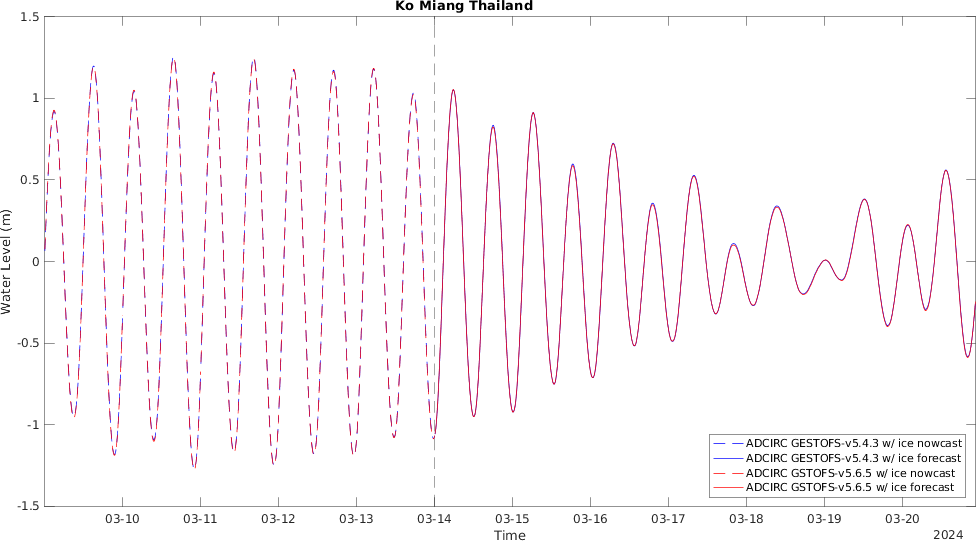 Ko Miang Thailand
1.5
1
0.5
0
-0.5
-1
-1.5
Water Level (m)
ADCIRC GESTOFS-v5.4.3 w/ ice nowcast
ADCIRC GESTOFS-v5.4.3 w/ ice forecast
ADCIRC GSTOFS-v5.6.5 w/ ice nowcast
ADCIRC GSTOFS-v5.6.5 w/ ice forecast
03-10 03-11 03-12 03-13 03-14 03-15 03-16 03-17 03-18 03-19 03-20
Time
2024